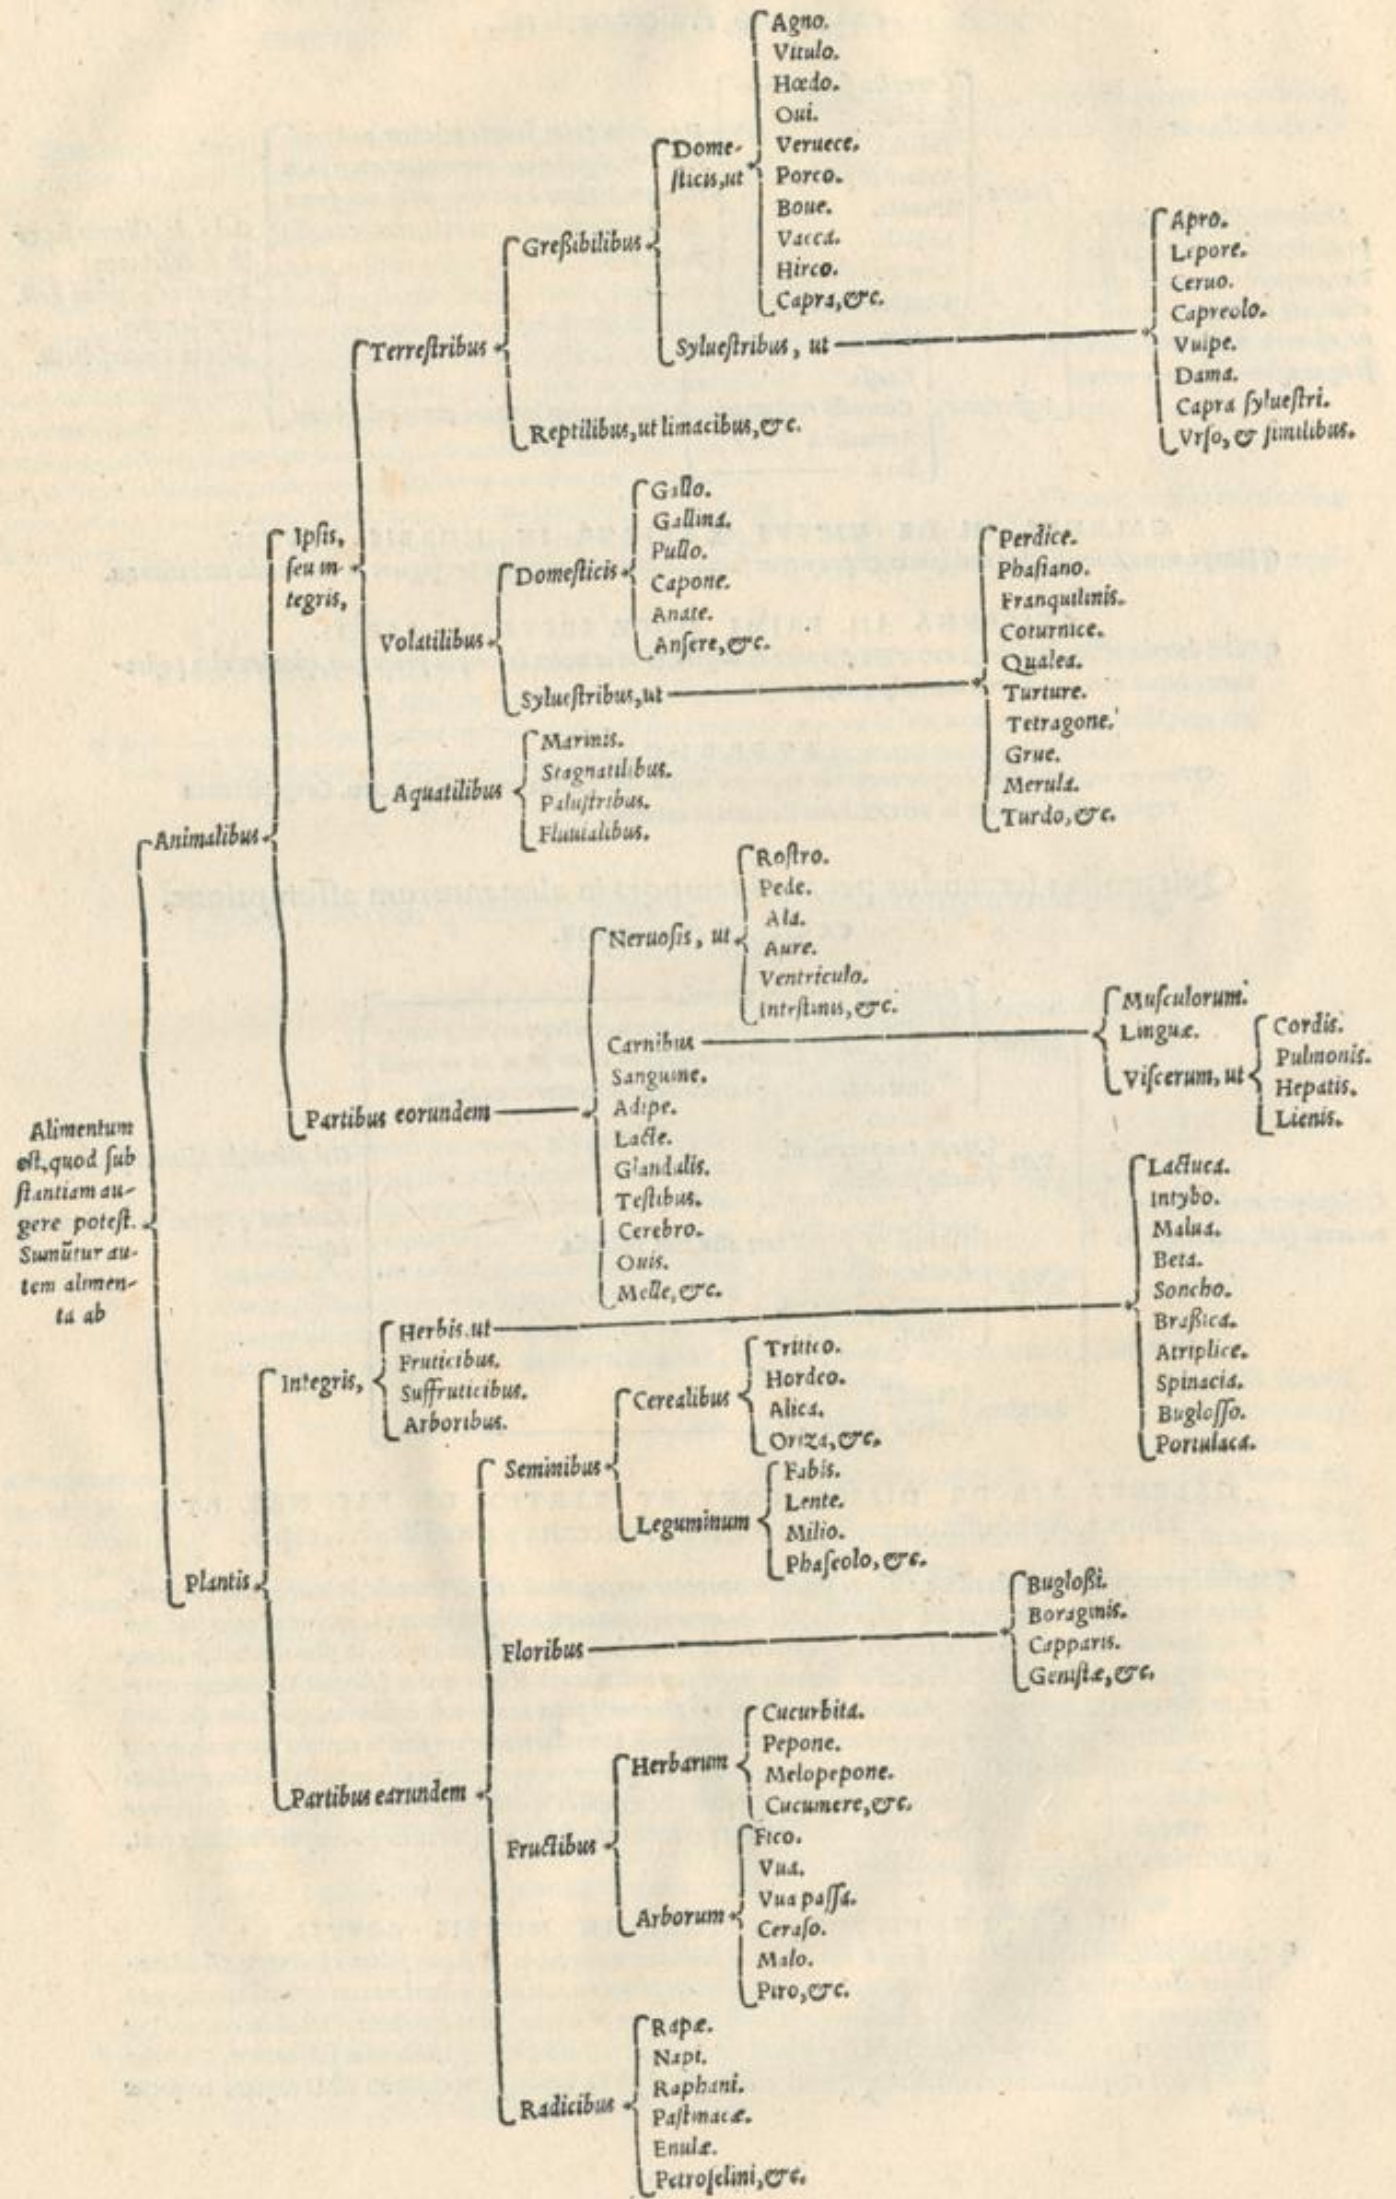 Alimentum
est, quod sub
stantiam au-
gere potest.
Sumūtur au-
tem alimen-
ta ab
Animalibus
Ipsis,
seu in-
tegris,
Terrestribus
Greßibilibus
Dome-
sticis, ut
Agno.
Vitulo.
Hœdo.
Oui.
Veruece.
Porco.
Boue.
Vacca.
Hirco.
Capra, &c.
Syluestribus, ut
Apro.
Lepore.
Ceruo.
Capreolo.
Vulpe.
Dama.
Capra syluestri.
Vrso, & similibus.
Reptilibus, ut limacibus, &c.
Volatilibus
Domesticis
Gallo.
Gallina.
Pullo.
Capone.
Anate.
Ansere, &c.
Syluestribus, ut
Perdice.
Phasiano.
Franquilinis.
Coturnice.
Qualea.
Turture.
Tetragone.
Grue.
Merula.
Turdo, &c.
Aquatilibus
Marinis.
Stagnatilibus.
Palustribus.
Fluuialibus.
Partibus eorundem
Neruosis, ut
Rostro.
Pede.
Ala.
Aure.
Ventriculo.
Intestinis, &c.
Carnibus
Musculorum.
Linguæ.
Viscerum, ut
Cordis.
Pulmonis.
Hepatis.
Lienis.
Sanguine.
Adipe.
Lacte.
Glandulis.
Testibus.
Cerebro.
Ouis.
Melle, &c.
Plantis
Integris,
Herbis. ut
Lactuca.
Intybo.
Malua.
Beta.
Soncho.
Braßica.
Atriplice.
Spinacia.
Buglosso.
Portulaca.
Fruticibus.
Suffruticibus.
Arboribus.
Partibus earundem
Seminibus
Cerealibus
Tritico.
Hordeo.
Alica.
Oriza, &c.
Leguminum
Fabis.
Lente.
Milio.
Phaseolo, &c.
Floribus
Bugloßi.
Boraginis.
Capparis.
Genistæ, &c.
Fructibus
Herbarum
Cucurbita.
Pepone.
Melopepone.
Cucumere, &c.
Arborum
Fico.
Vua.
Vua passa.
Ceraso.
Malo.
Piro, &c.
Radicibus
Rapæ.
Napi.
Raphani.
Pastinacæ.
Enulæ.
Petroselini, &c.